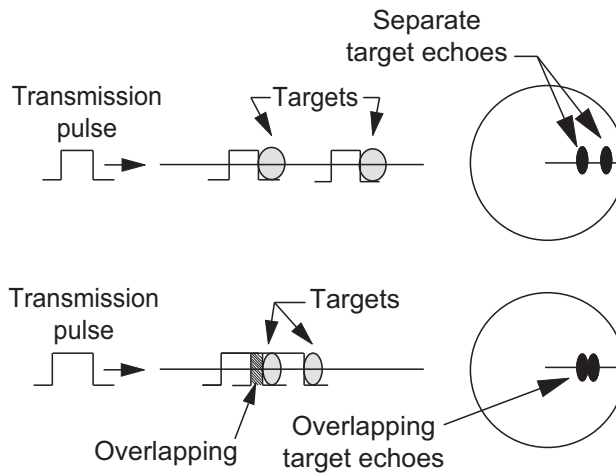 Separate
target echoes
Transmission
pulse
Targets
Transmission
pulse
Targets
Overlapping
Overlapping
target echoes